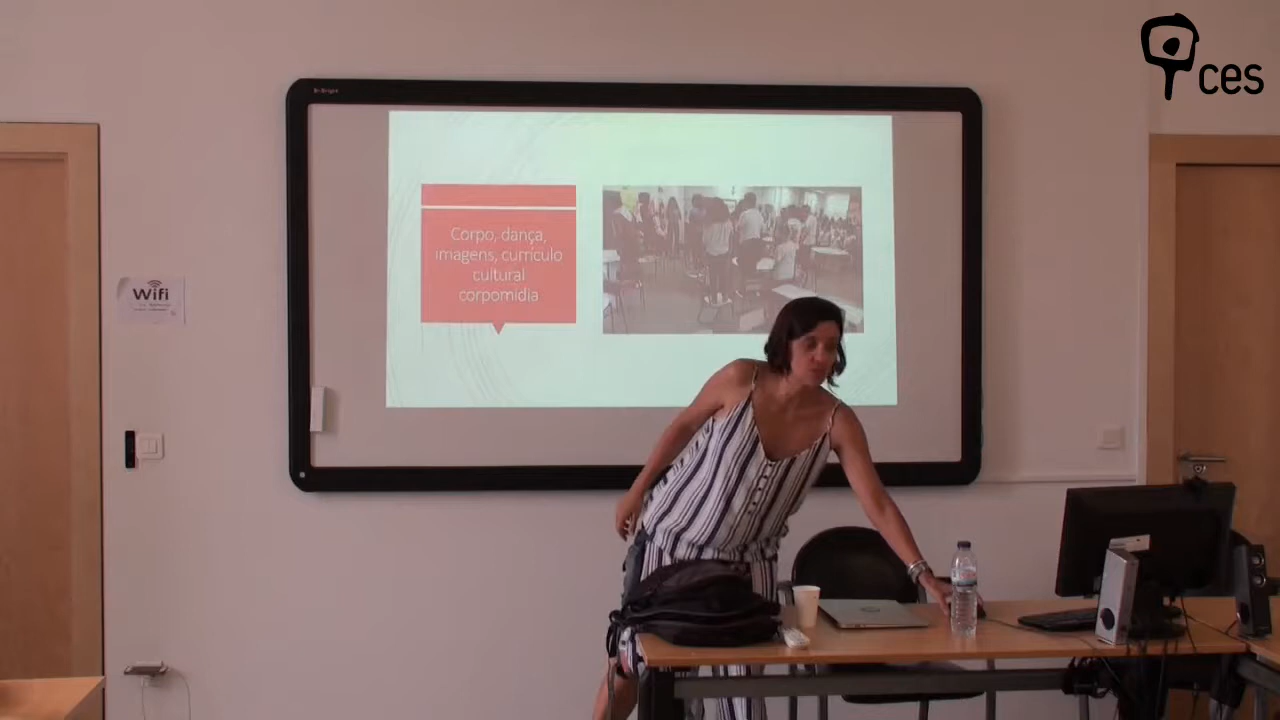 ces
Corpo, dança,
imagens, currículo
cultural
corpomídia
Wifi